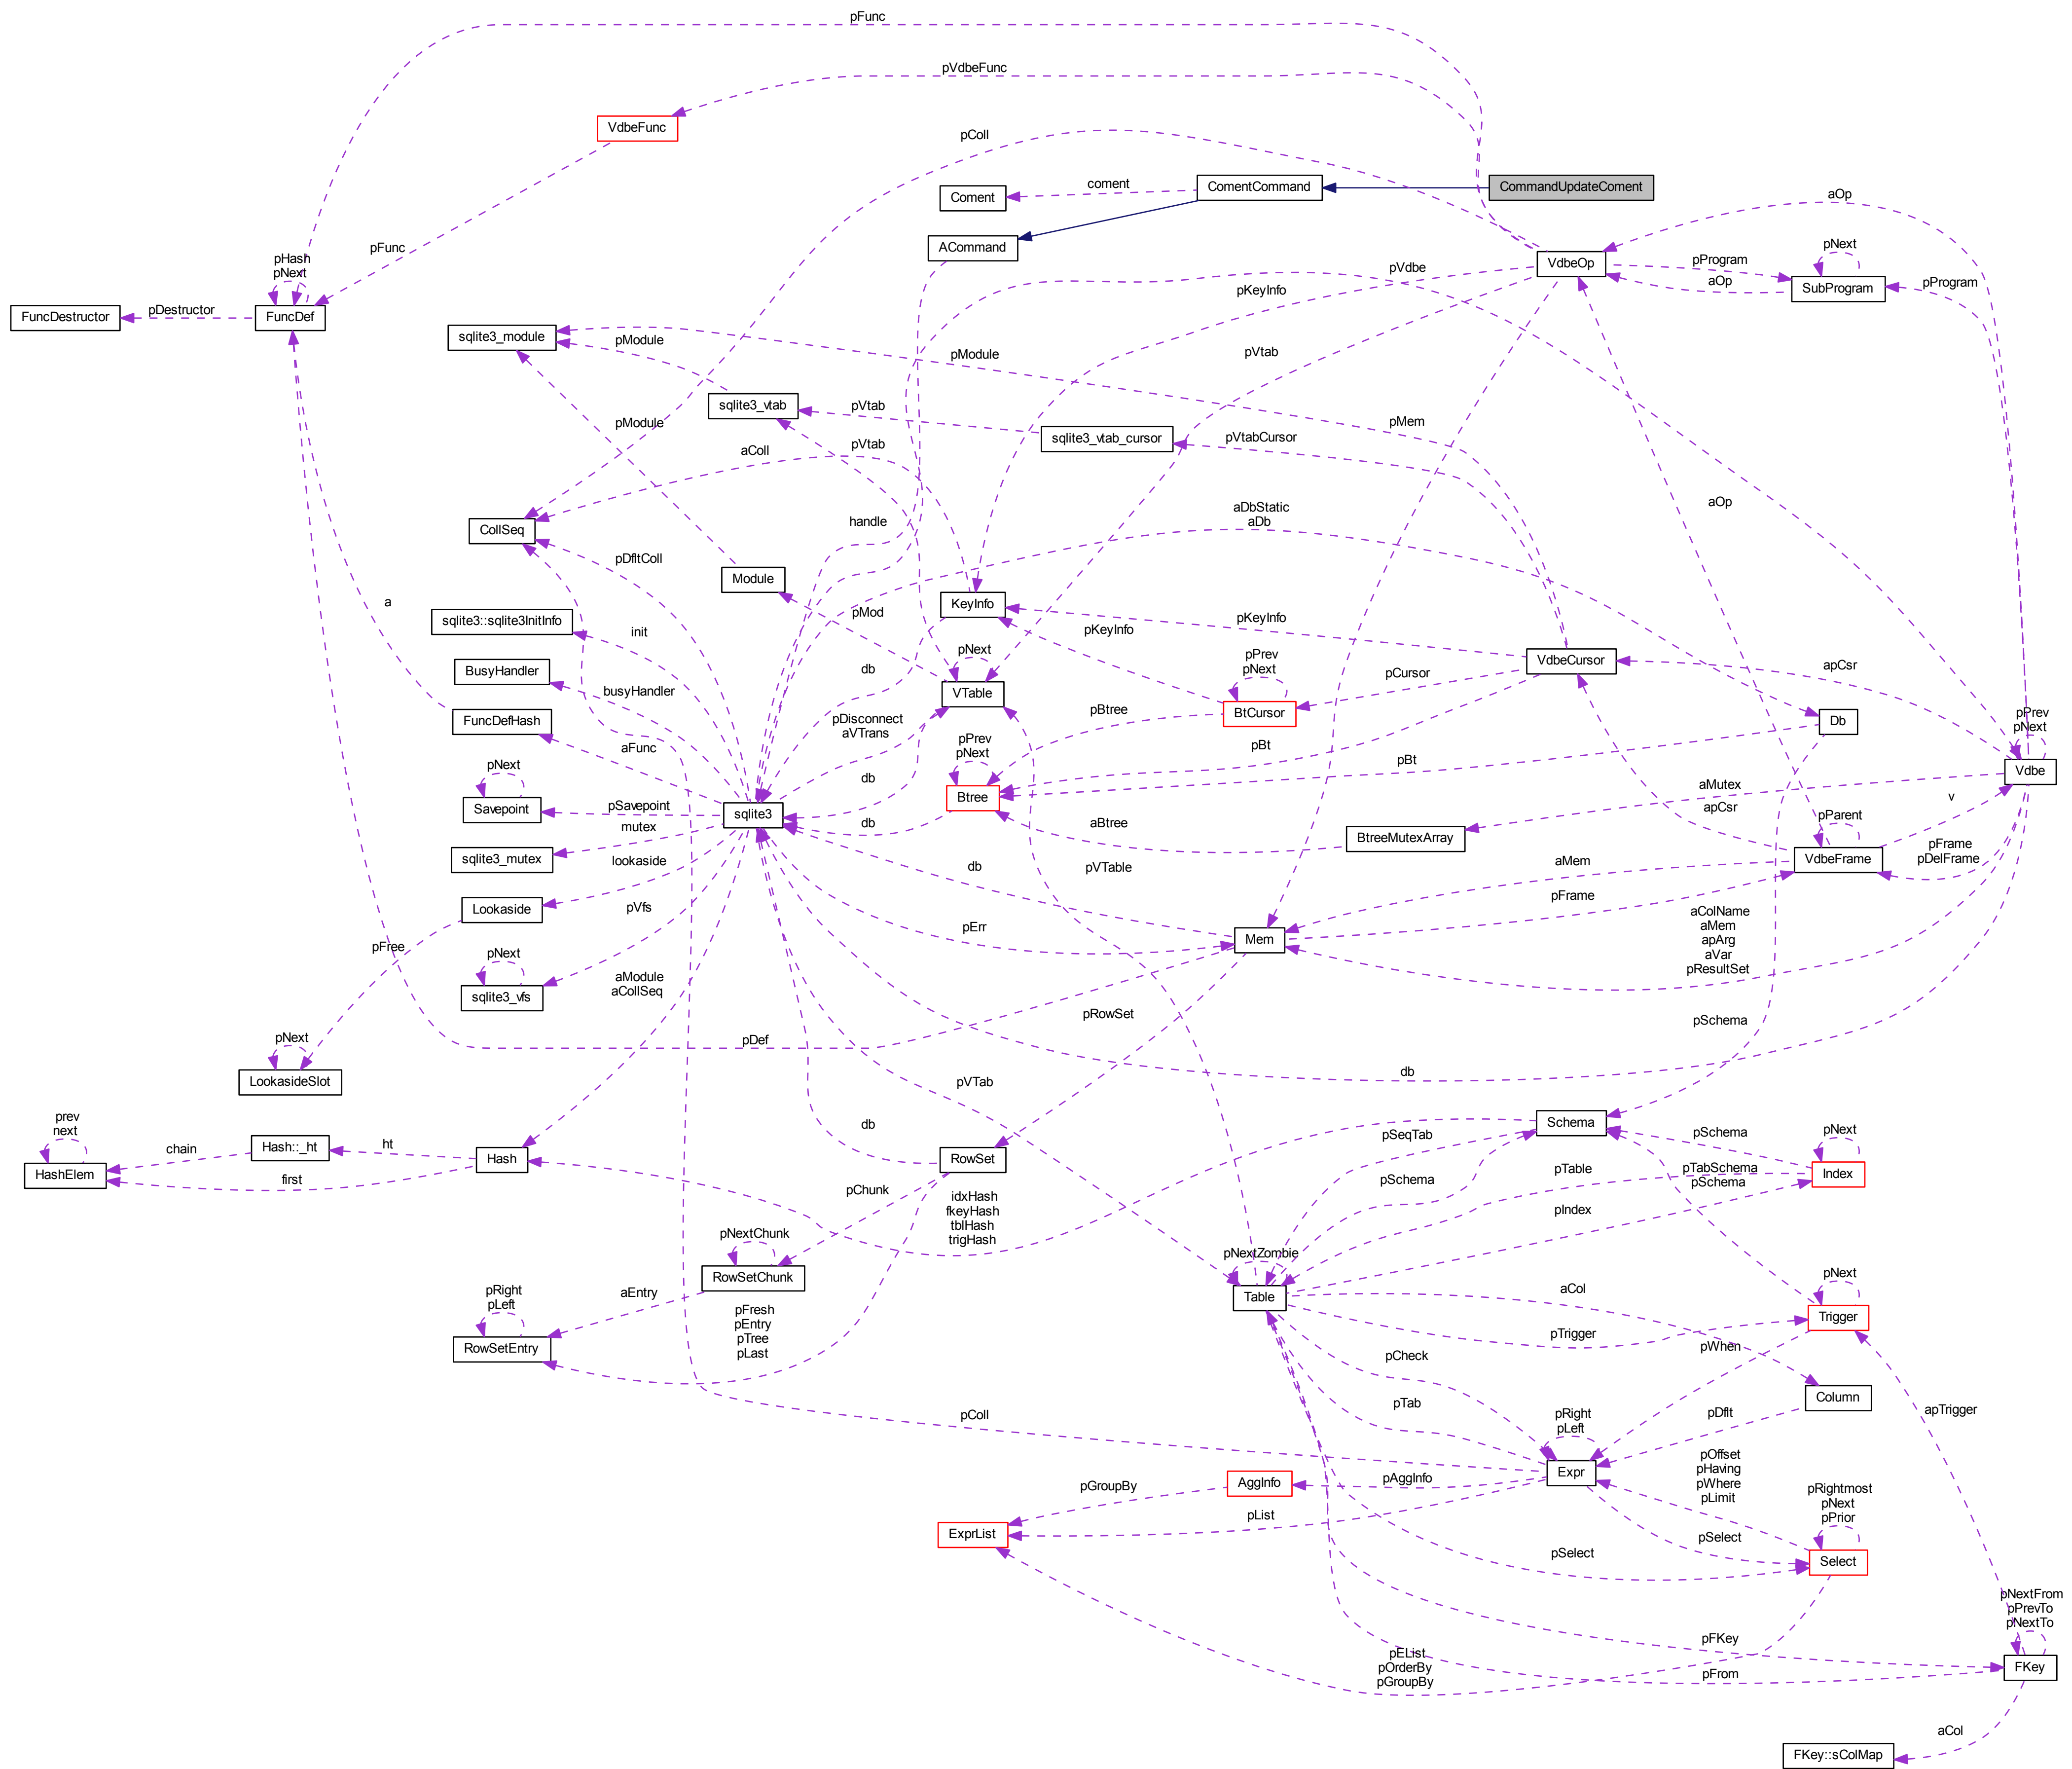 pFunc
pVdbeFunc
VdbeFunc
pColl
coment
ComentCommand
CommandUpdateComent
Coment
aOp
ACommand
pFunc
pHash
pNext
pNext
VdbeOp
pProgram
SubProgram
aOp
pProgram
pVdbe
pKeyInfo
FuncDestructor
pDestructor
FuncDef
sqlite3_module
pModule
pModule
pVtab
sqlite3_vtab
pVtab
pModule
pMem
sqlite3_vtab_cursor
pVtabCursor
pVtab
aColl
aOp
CollSeq
handle
aDbStatic
aDb
pDfltColl
Module
a
pMod
KeyInfo
sqlite3::sqlite3InitInfo
init
pKeyInfo
pKeyInfo
pNext
pPrev
pNext
VdbeCursor
apCsr
BusyHandler
busyHandler
db
pCursor
VTable
BtCursor
pBtree
FuncDefHash
pDisconnect
aVTrans
Db
pPrev
pNext
aFunc
pPrev
pNext
pBt
pBt
Vdbe
pNext
db
Btree
aMutex
apCsr
v
Savepoint
pSavepoint
sqlite3
db
aBtree
BtreeMutexArray
pParent
mutex
sqlite3_mutex
lookaside
db
pVTable
aMem
VdbeFrame
pFrame
pDelFrame
Lookaside
pVfs
pErr
pFrame
Mem
aColName
aMem
apArg
aVar
pResultSet
pFree
pNext
aModule
aCollSeq
sqlite3_vfs
pRowSet
pSchema
pNext
pDef
LookasideSlot
pVTab
db
prev
next
chain
Hash::_ht
ht
Hash
db
RowSet
Schema
pSeqTab
pSchema
pNext
HashElem
first
pChunk
idxHash
fkeyHash
tblHash
trigHash
pSchema
pTable
pTabSchema
pSchema
Index
pIndex
pNextChunk
RowSetChunk
pNextZombie
Table
aCol
pNext
Trigger
pRight
pLeft
aEntry
pFresh
pEntry
pTree
pLast
pTrigger
RowSetEntry
pCheck
pWhen
pColl
pTab
pRight
pLeft
pDflt
Column
apTrigger
pGroupBy
AggInfo
pAggInfo
Expr
pOffset
pHaving
pWhere
pLimit
pRightmost
pNext
pPrior
ExprList
pList
pSelect
Select
pSelect
pNextFrom
pPrevTo
pNextTo
pFKey
pEList
pOrderBy
pGroupBy
pFrom
FKey
aCol
FKey::sColMap